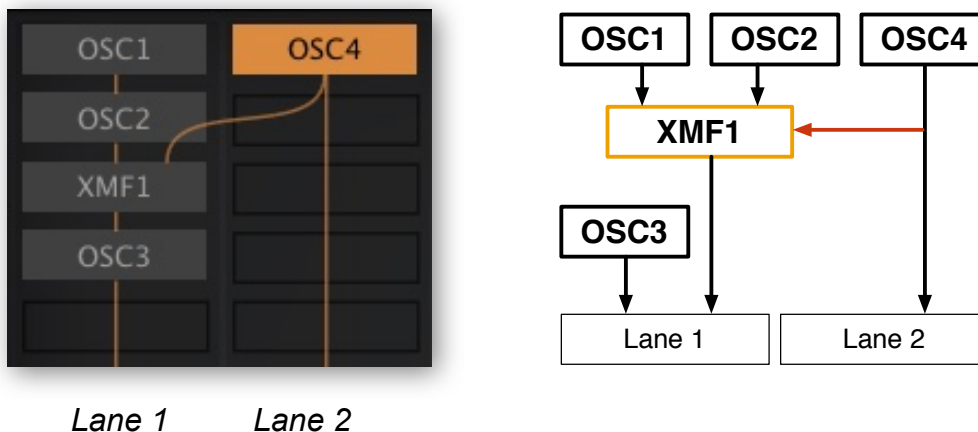 OSC1 OSC4
OSC2
XMF1
OSC3
Lane 1 Lane 2
OSC1 OSC2 OSC4
XMF1
OSC3
Lane 1 Lane 2